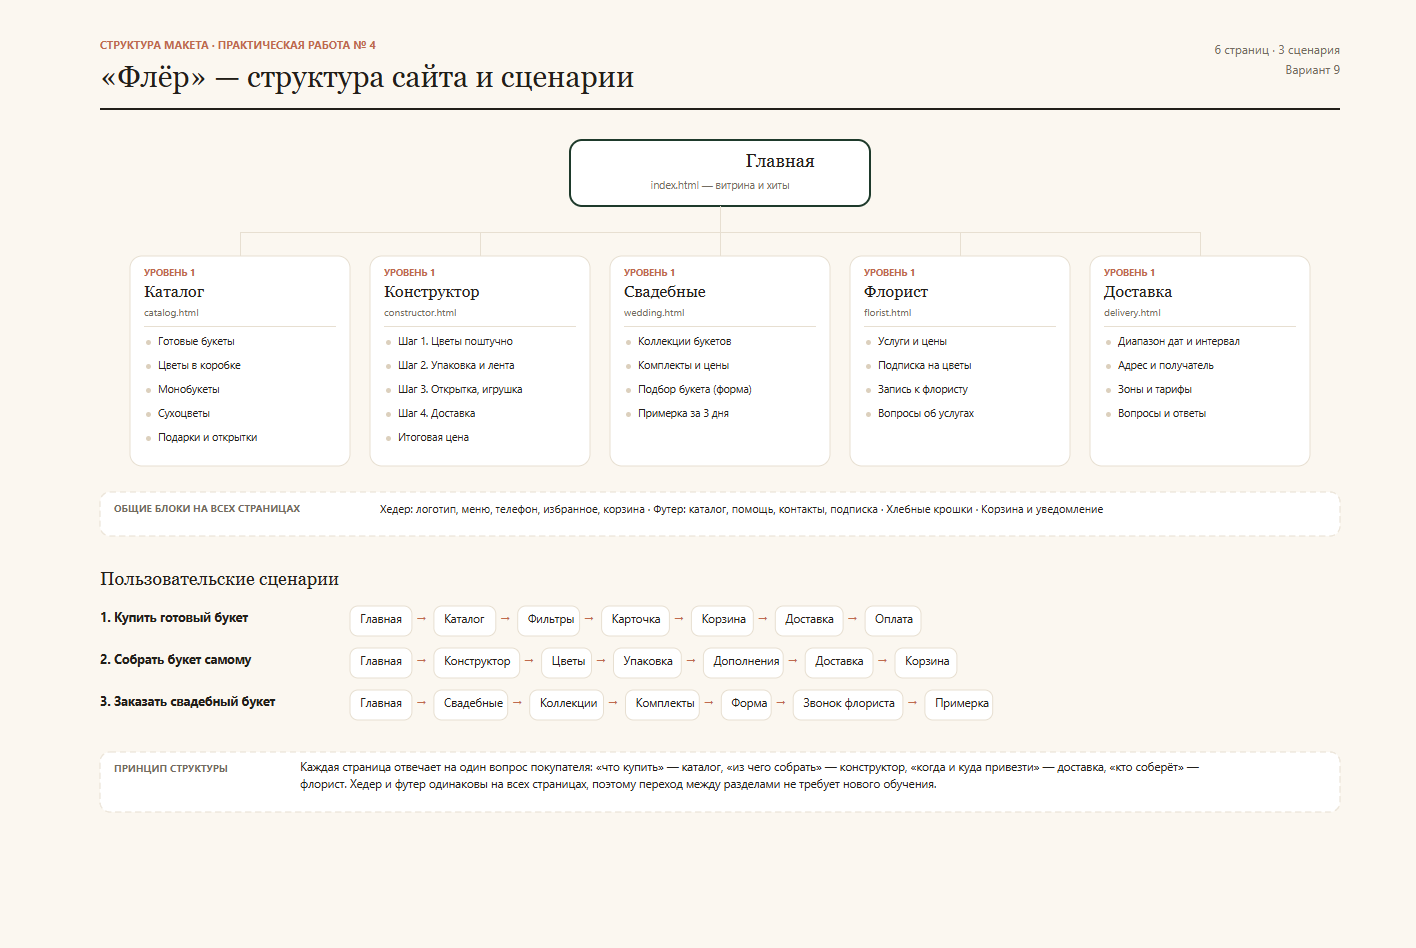 СТРУКТУРА МАКЕТА · ПРАКТИЧЕСКАЯ РАБОТА № 4
«Флёр» — структура сайта и сценарии
6 страниц · 3 сценария
Вариант 9
Главная
index.html — витрина и хиты
УРОВЕНЬ 1
Каталог
catalog.html
Готовые букеты
Цветы в коробке
Монобукеты
Сухоцветы
Подарки и открытки
УРОВЕНЬ 1
Конструктор
constructor.html
Шаг 1. Цветы поштучно
Шаг 2. Упаковка и лента
Шаг 3. Открытка, игрушка
Шаг 4. Доставка
Итоговая цена
УРОВЕНЬ 1
Свадебные
wedding.html
Коллекции букетов
Комплекты и цены
Подбор букета (форма)
Примерка за 3 дня
УРОВЕНЬ 1
Флорист
florist.html
Услуги и цены
Подписка на цветы
Запись к флористу
Вопросы об услугах
УРОВЕНЬ 1
Доставка
delivery.html
Диапазон дат и интервал
Адрес и получатель
Зоны и тарифы
Вопросы и ответы
ОБЩИЕ БЛОКИ НА ВСЕХ СТРАНИЦАХ
Хедер: логотип, меню, телефон, избранное, корзина · Футер: каталог, помощь, контакты, подписка · Хлебные крошки · Корзина и уведомление
Пользовательские сценарии
1. Купить готовый букет
Главная → Каталог → Фильтры → Карточка → Корзина → Доставка → Оплата
2. Собрать букет самому
Главная → Конструктор → Цветы → Упаковка → Дополнения → Доставка → Корзина
3. Заказать свадебный букет
Главная → Свадебные → Коллекции → Комплекты → Форма → Звонок флориста → Примерка
ПРИНЦИП СТРУКТУРЫ
Каждая страница отвечает на один вопрос покупателя: «что купить» — каталог, «из чего собрать» — конструктор, «когда и куда привезти» — доставка, «кто соберёт» —
флорист. Хедер и футер одинаковы на всех страницах, поэтому переход между разделами не требует нового обучения.